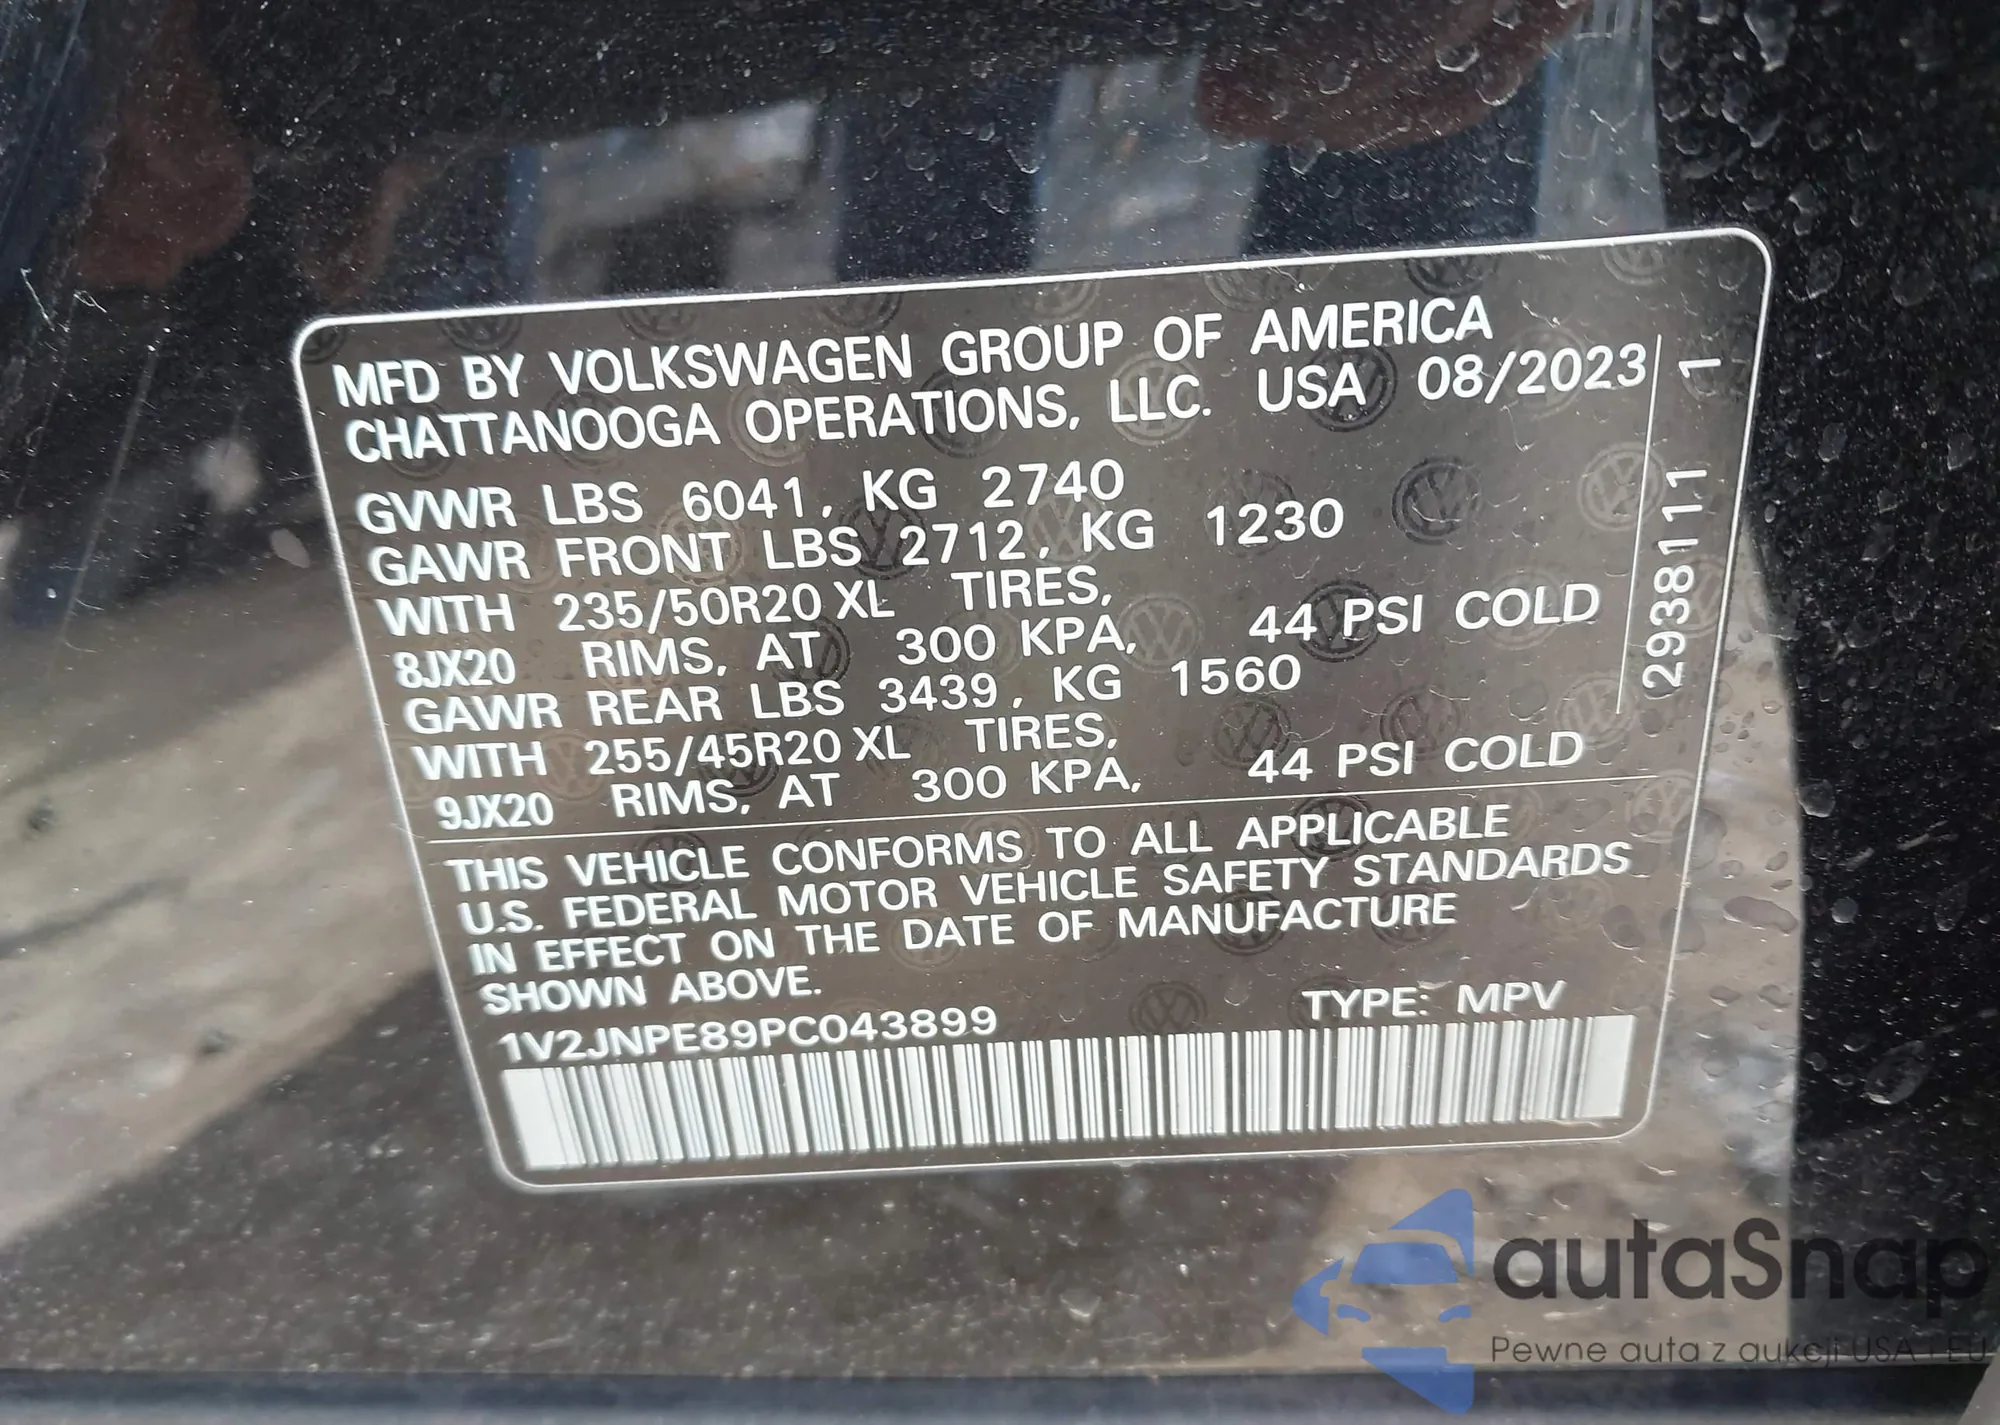 MFD BY VOLKSWAGEN GROUP OF AMERICA
CHATTANOOGA OPERATIONS, LLC. USA 08/2023
GVWR LBS 6041, KG 2740
GAWR FRONT LBS 2712, KG 1230
WITH 235/50R20 XL TIRES,
8JX20 RIMS, AT 300 KPA, 44 PSI COLD
GAWR REAR LBS 3439, KG 1560
WITH 255/45R20 XL TIRES,
9JX20 RIMS, AT 300 KPA, 44 PSI COLD
THIS VEHICLE CONFORMS TO ALL APPLICABLE
U.S. FEDERAL MOTOR VEHICLE SAFETY STANDARDS
IN EFFECT ON THE DATE OF MANUFACTURE
SHOWN ABOVE.
1V2JNPE89PC043899 TYPE: MPV
2938111 1
autaSnap
Pewne auta z aukcji USA i EU